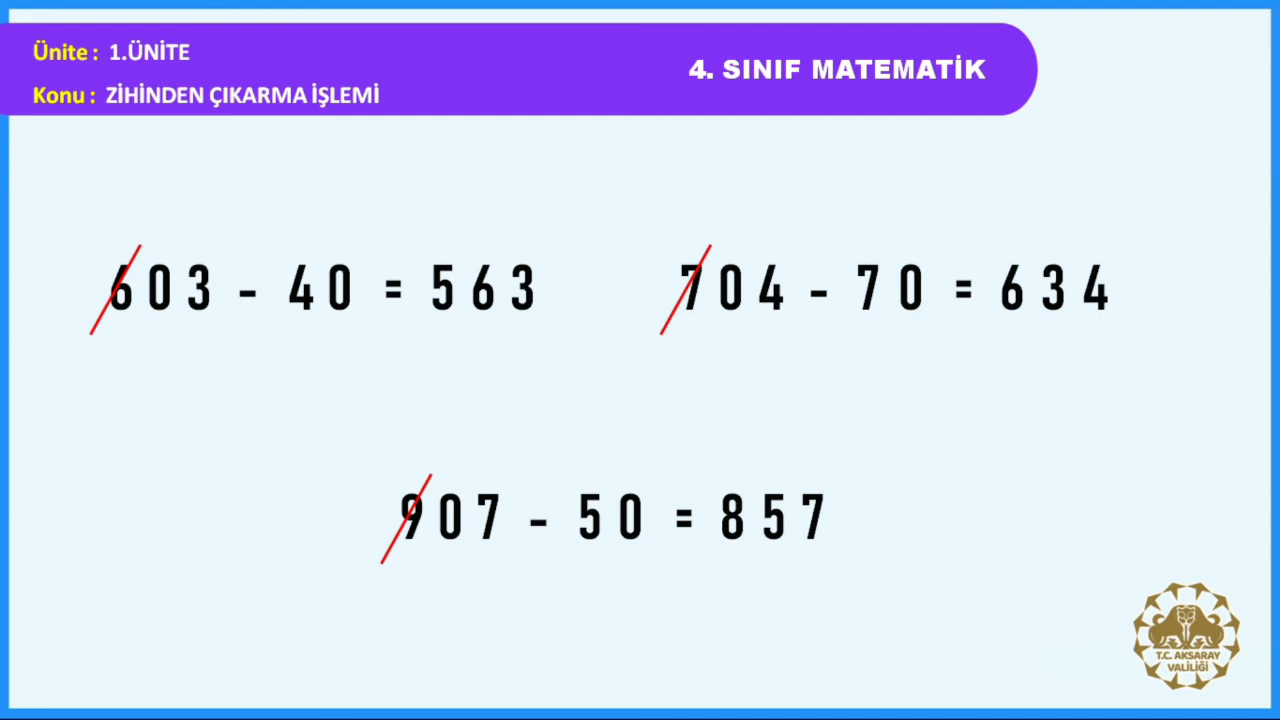 Ünite : 1.ÜNİTE
Konu : ZİHİNDEN ÇIKARMA İŞLEMİ
4. SINIF MATEMATİK
603 - 40 = 563
704 - 70 = 634
907 - 50 = 857
T.C. AKSARAY
VALİLİĞİ